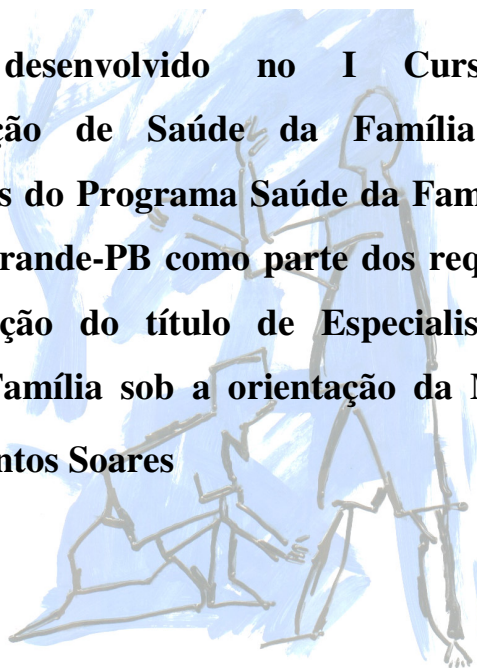 desenvolvido no I Curs
ção de Saúde da Família
s do Programa Saúde da Fam
rande-PB como parte dos req
ção do título de Especialis
Família sob a orientação da
ntos Soares